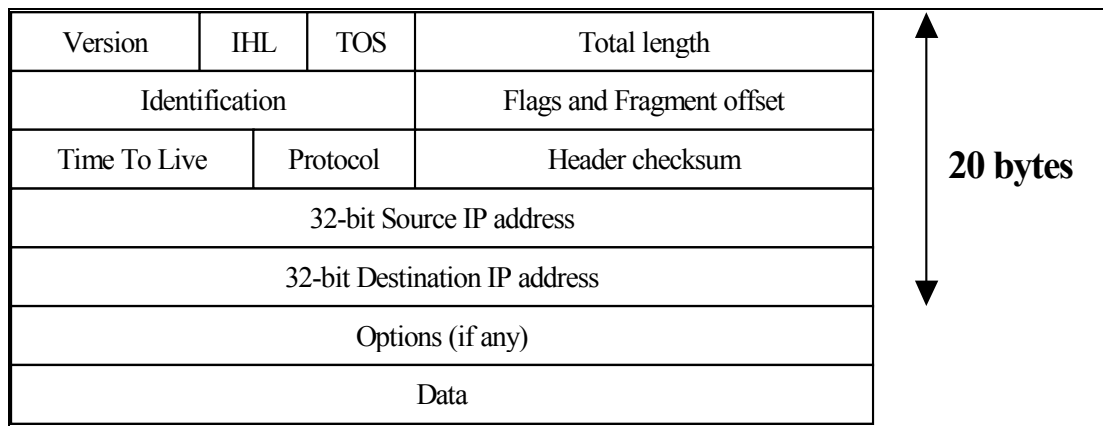 Version IHL TOS Total length
Identification Flags and Fragment offset
Time To Live Protocol Header checksum
20 bytes
32-bit Source IP address
32-bit Destination IP address
Options (if any)
Data